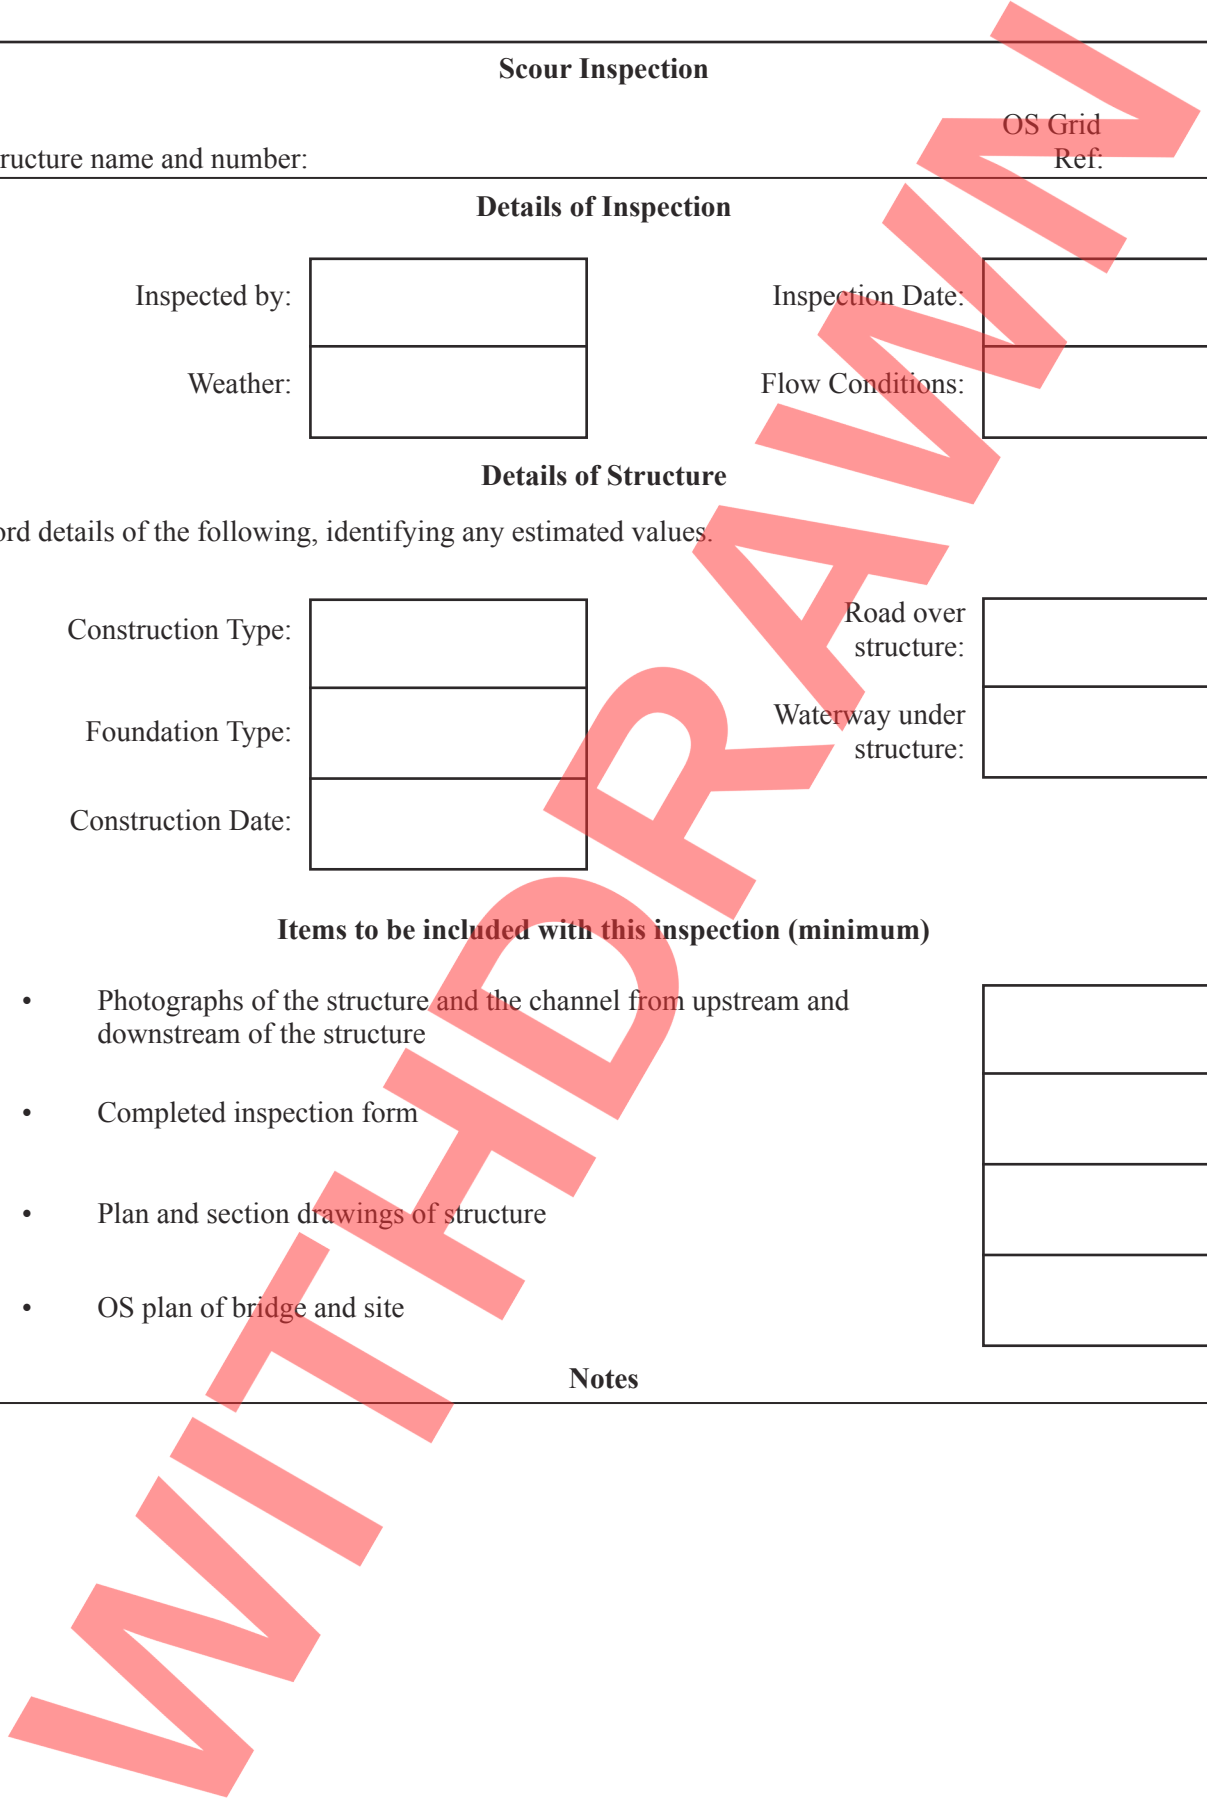 Scour Inspection
OS Grid
ructure name and number:
Ref:
Details of Inspection
Inspected by:
Inspection Date:
Weather:
Flow Conditions:
Details of Structure
ord details of the following, identifying any estimated values.
Construction Type:
Road over
structure:
Foundation Type:
Waterway under
structure:
Construction Date:
Items to be included with this inspection (minimum)
• Photographs of the structure and the channel from upstream and
downstream of the structure
• Completed inspection form
• Plan and section drawings of structure
• OS plan of bridge and site
Notes
WITHDRAWN